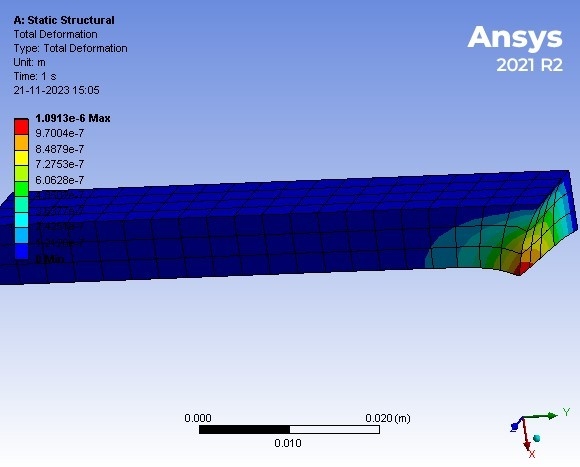 A: Static Structural
Total Deformation
Type: Total Deformation
Unit: m
Time: 1 s
21-11-2023 15:05
Ansys
2021 R2
1.0913e-6 Max
9.7004e-7
8.4879e-7
7.2753e-7
6.0628e-7
0 Min
0.000
0.020 (m)
0.010
Y
Z
X